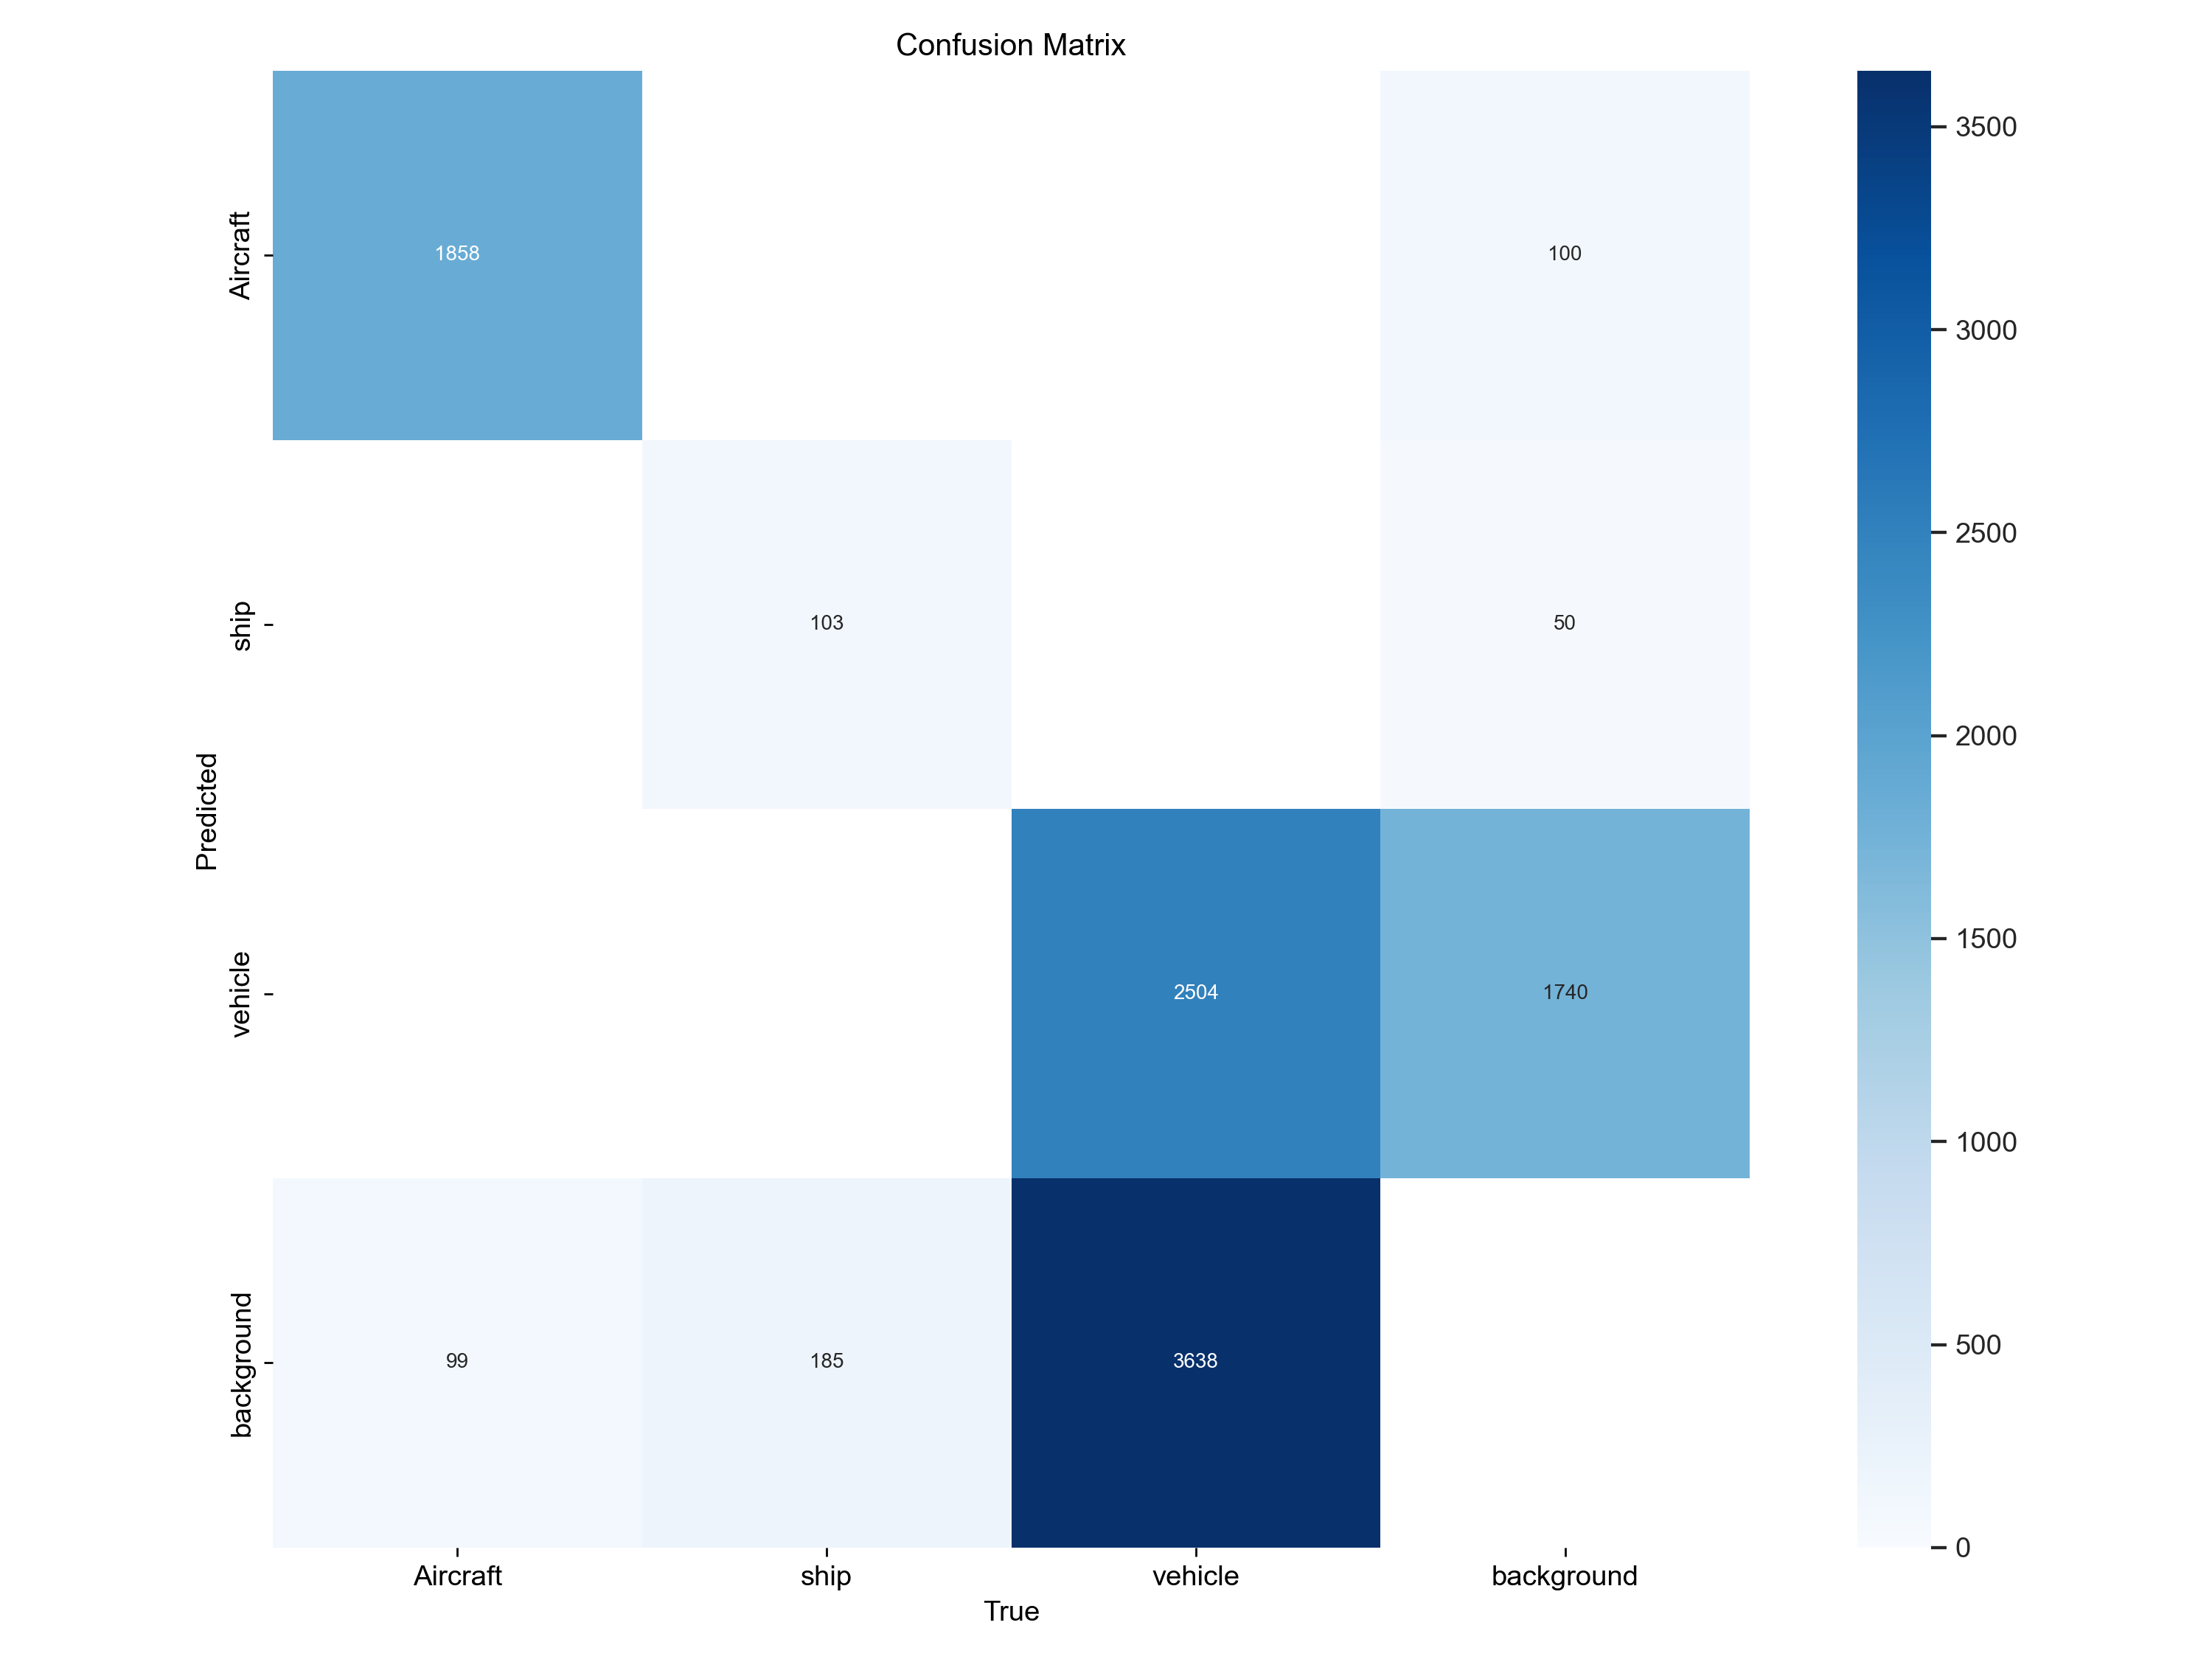 Confusion Matrix
Aircraft
1858
100
3500
3000
ship
103
50
2500
2000
Predicted
vehicle
2504
1740
1500
1000
background
99
185
3638
500
0
Aircraft
ship
vehicle
background
True